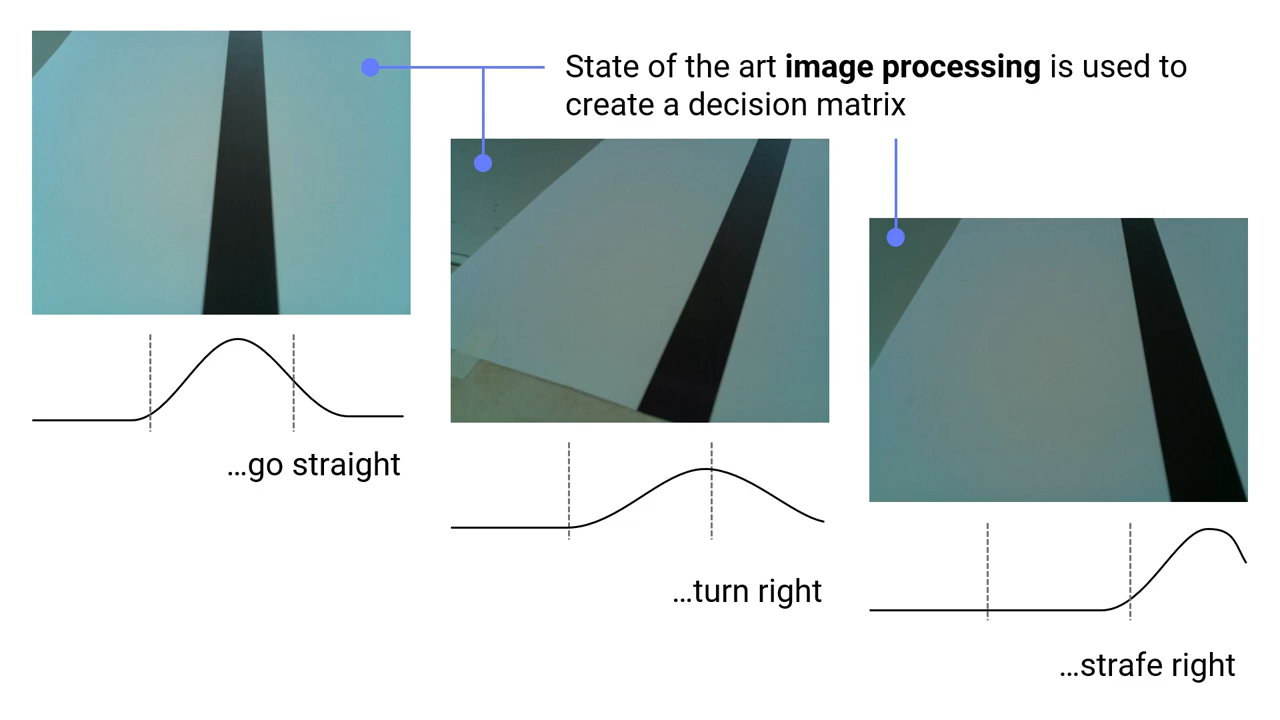 State of the art image processing is used to
create a decision matrix
...go straight
...turn right
...strafe right